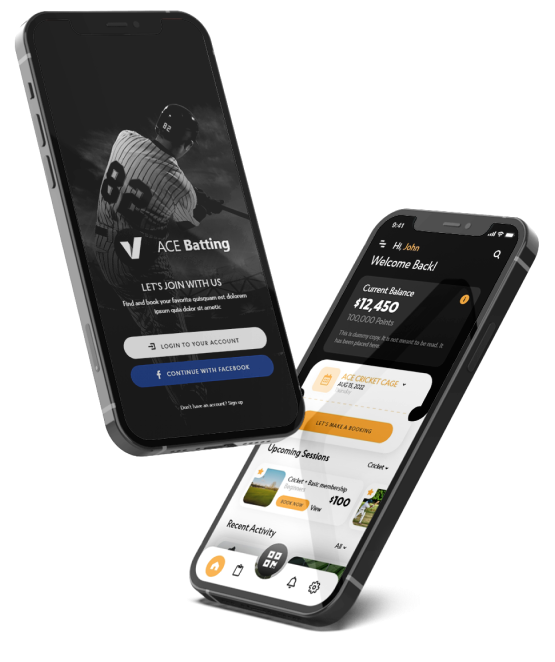 82
82
ACE Batting
LET'S JOIN WITH US
Find and book your favorite quisquam est dolorem
ipsum quia dolor sit ametic
LOGIN TO YOUR ACCOUNT
f CONTINUE WITH FACEBOOK
Don't have an account? Sign up
9:41
Hi, John
Welcome Back!
Current Balance
$12,450
100,000 Points
This is dummy copy. It is not meant to be read. It
has been placed here
ACE CRICKET CAGE
AUG 15, 2022
LET'S MAKE A BOOKING
Upcoming Sessions
Cricket
Cricket - Basic membership
Beginners
BOOK NOW
View
$100
Recent Activity
All